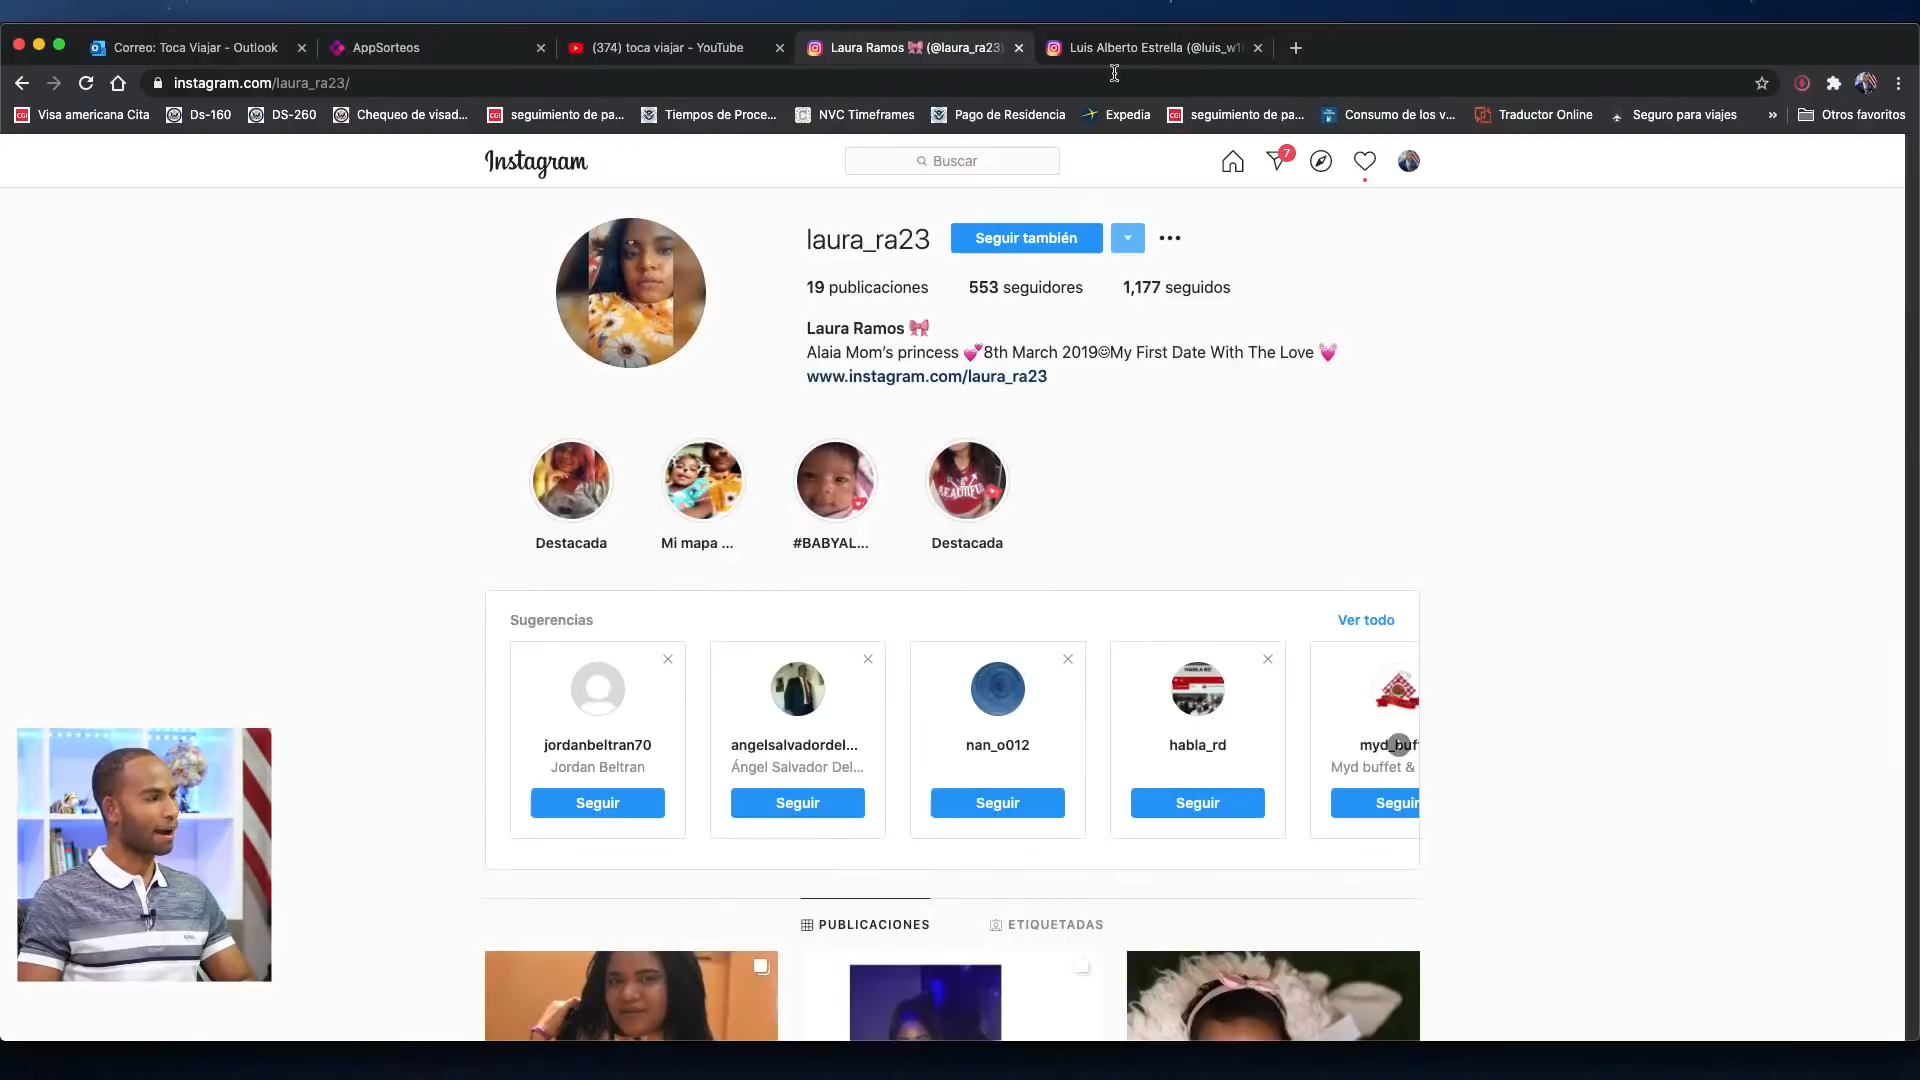 Correo: Toca Viajar - Outlook
AppSorteos
(374) toca viajar - YouTube
Laura Ramos 🎀 (@laura_ra23)
Luis Alberto Estrella (@luis_w1
instagram.com/laura_ra23/
Visa americana Cita
Ds-160
DS-260
Chequeo de visad...
CGI seguimiento de pa...
Tiempos de Proce...
NVC Timeframes
Pago de Residencia
Expedia
CGI seguimiento de pa...
Consumo de los v...
Traductor Online
Seguro para viajes
»
Otros favoritos
Instagram
Buscar
7
laura_ra23
Seguir también
19 publicaciones
553 seguidores
1,177 seguidos
Laura Ramos 🎀
Alaia Mom’s princess 💕8th March 2019☺My First Date With The Love 💓
www.instagram.com/laura_ra23
Destacada
Mi mapa ...
#BABYAL...
Destacada
Sugerencias
Ver todo
jordanbeltran70
Jordan Beltran
Seguir
angelsalvadordel...
Ángel Salvador Del...
Seguir
nan_o012
Seguir
habla_rd
Seguir
myd_buf
Myd buffet &
Seguir
PUBLICACIONES
ETIQUETADAS